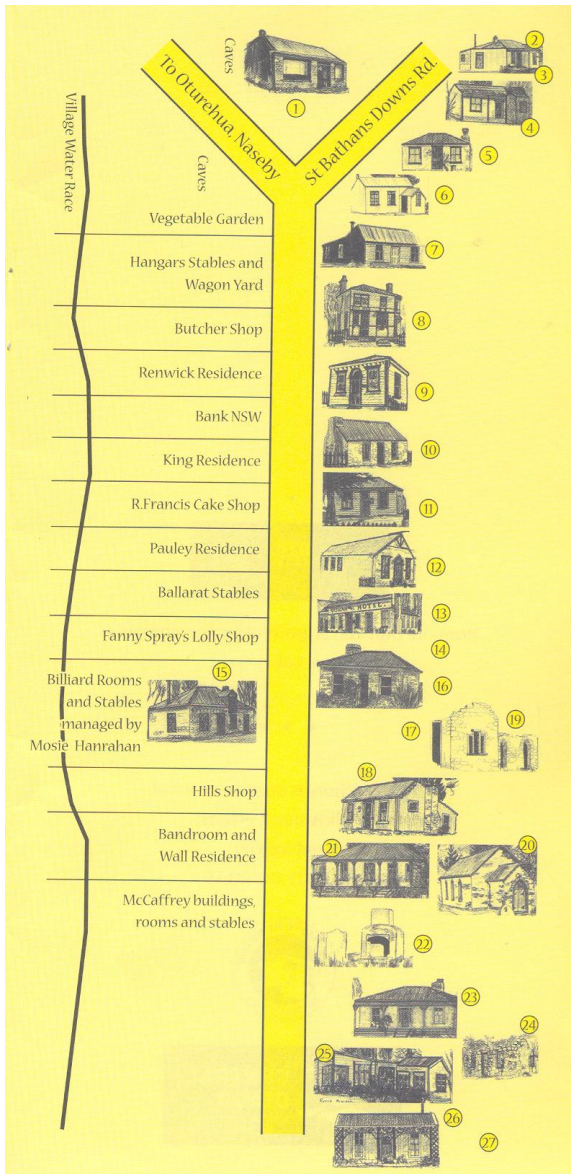 Caves
To Oturehua, Naseby
St Bathans Downs Rd.
1
2
3
4
5
6
7
8
9
10
11
12
HOTEL
13
14
15
16
17
18
19
20
21
22
23
24
25
26
27
Village Water Race
Caves
Vegetable Garden
Hangars Stables and
Wagon Yard
Butcher Shop
Renwick Residence
Bank NSW
King Residence
R.Francis Cake Shop
Pauley Residence
Ballarat Stables
Fanny Spray's Lolly Shop
Billiard Rooms
and Stables
managed by
Mosie Hanrahan
Hills Shop
Bandroom and
Wall Residence
McCaffrey buildings,
rooms and stables